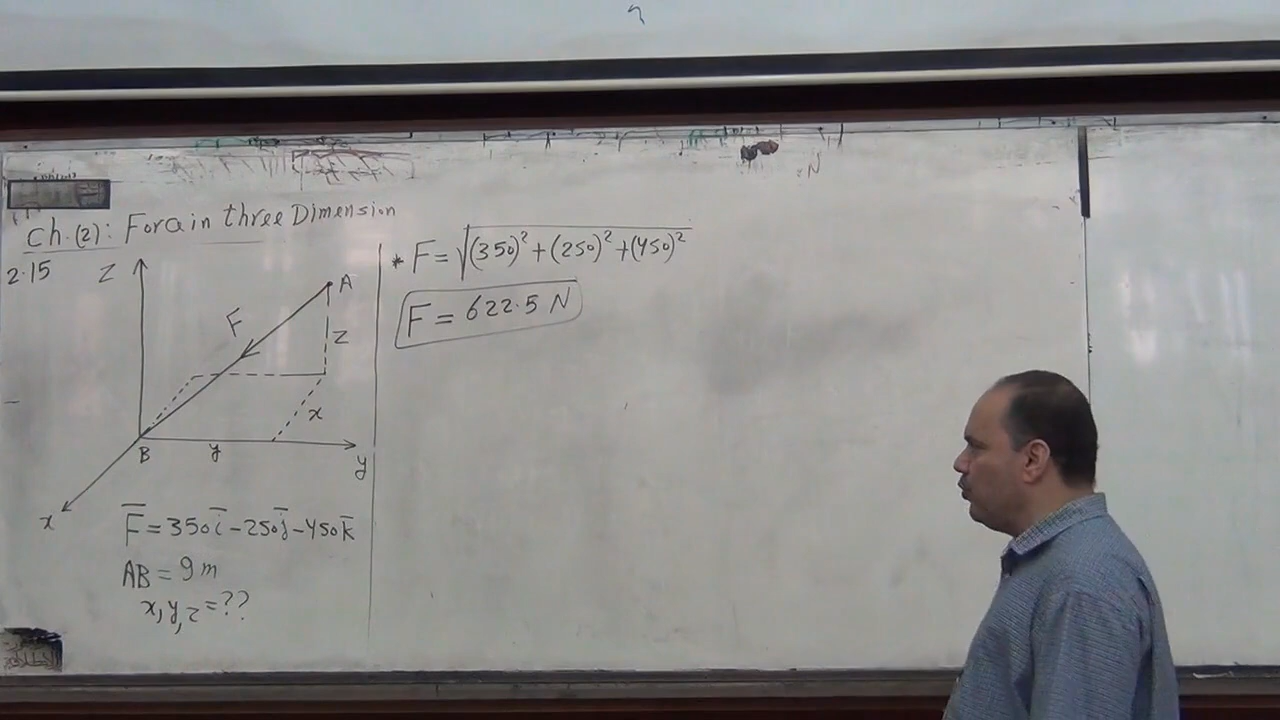 Ch.(2): Force in three Dimension
2.15
Z
A
F
z
x
B
y
y
x
F̅ = 350i̅ - 250j̅ - 450k̅
AB = 9 m
x, y, z = ??
* F = √(350)² + (250)² + (450)²
F = 622.5 N
N